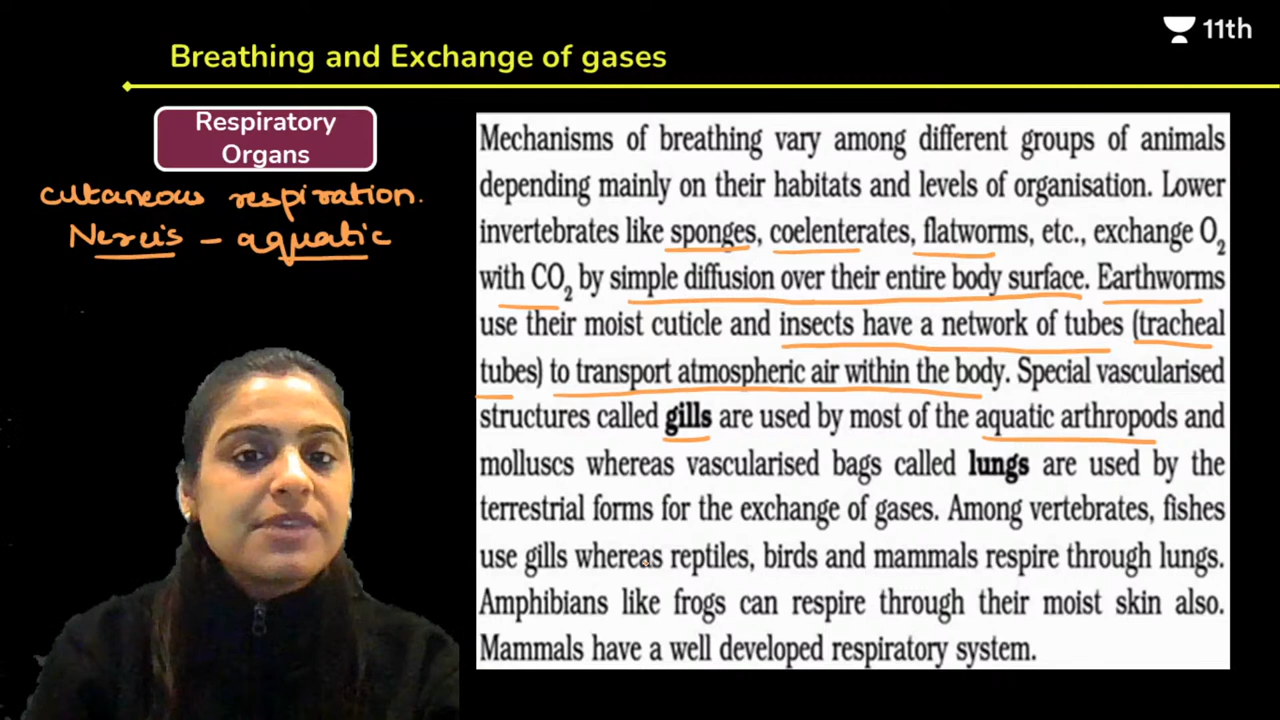 11th
Breathing and Exchange of gases
Respiratory
Organs
cutaneous respiration.
Nereis - aquatic
Mechanisms of breathing vary among different groups of animals
depending mainly on their habitats and levels of organisation. Lower
invertebrates like sponges, coelenterates, flatworms, etc., exchange O₂
with CO₂ by simple diffusion over their entire body surface. Earthworms
use their moist cuticle and insects have a network of tubes (tracheal
tubes) to transport atmospheric air within the body. Special vascularised
structures called gills are used by most of the aquatic arthropods and
molluscs whereas vascularised bags called lungs are used by the
terrestrial forms for the exchange of gases. Among vertebrates, fishes
use gills whereas reptiles, birds and mammals respire through lungs.
Amphibians like frogs can respire through their moist skin also.
Mammals have a well developed respiratory system.